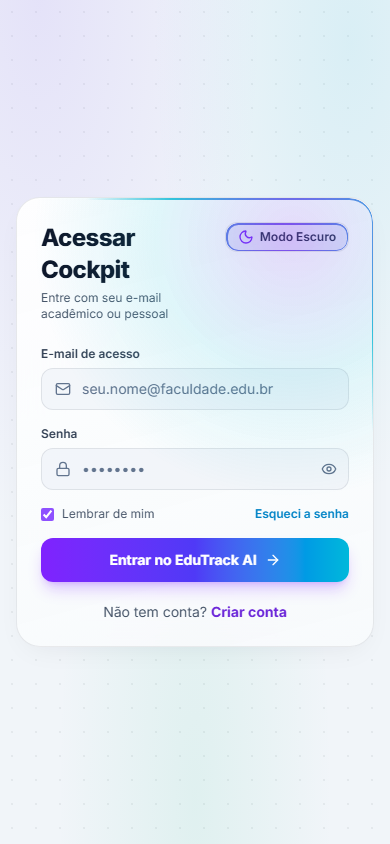 Acessar
Cockpit
Modo Escuro
Entre com seu e-mail
acadêmico ou pessoal
E-mail de acesso
seu.nome@faculdade.edu.br
Senha
••••••••
Lembrar de mim
Esqueci a senha
Entrar no EduTrack AI →
Não tem conta? Criar conta